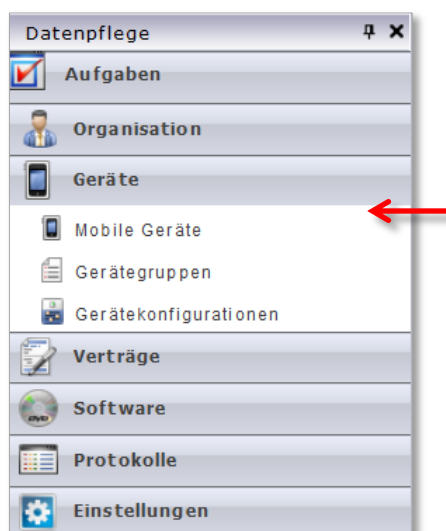 Datenpflege
Aufgaben
Organisation
Geräte
Mobile Geräte
Gerätegruppen
Gerätekonfigurationen
Verträge
Software
Protokolle
Einstellungen